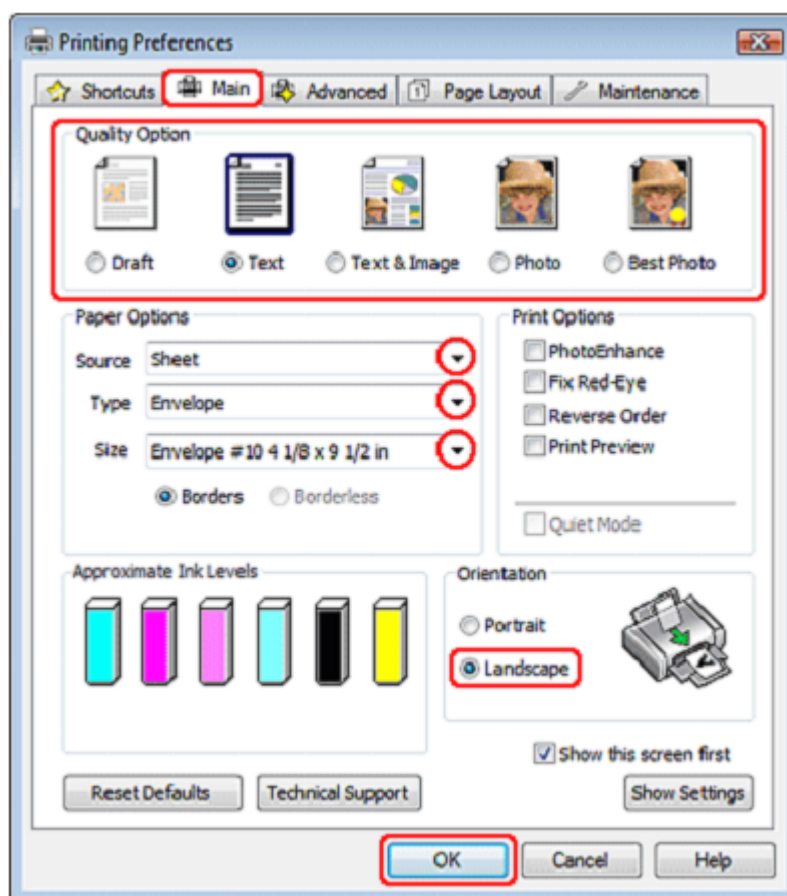 Printing Preferences
Shortcuts Main Advanced 1 Page Layout Maintenance
Quality Option
Draft Text Text & Image Photo Best Photo
Paper Options
Source Sheet
Type Envelope
Size Envelope #10 4 1/8 x 9 1/2 in
Borders Borderless
Print Options
PhotoEnhance
Fix Red-Eye
Reverse Order
Print Preview
Quiet Mode
Approximate Ink Levels
Orientation
Portrait
Landscape
A
Show this screen first
Reset Defaults Technical Support Show Settings
OK Cancel Help